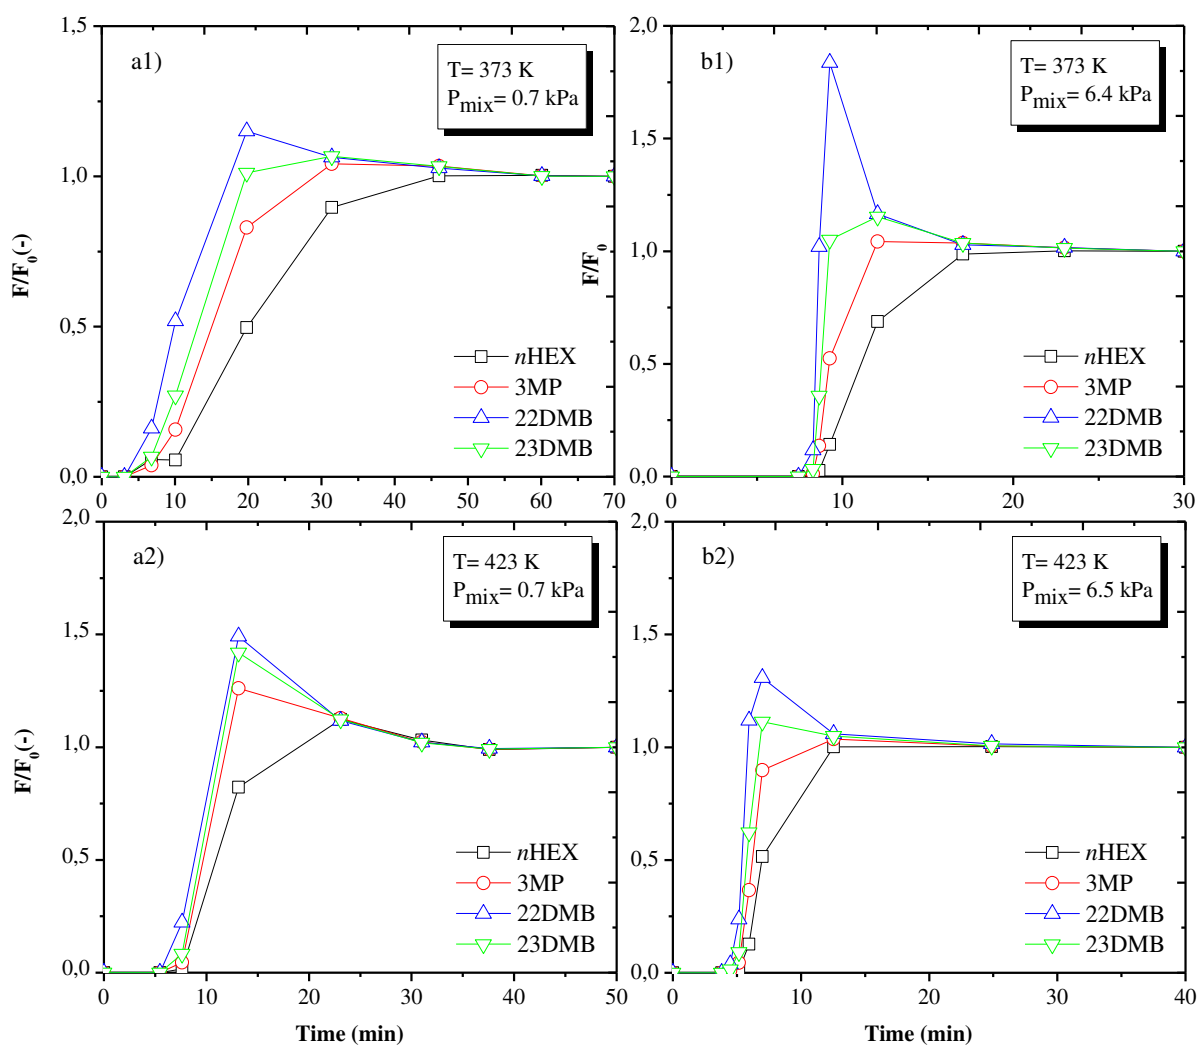 a1)
T= 373 K
Pmix= 0.7 kPa
1,5
1,0
0,5
0,0
F/F0(-)
nHEX
3MP
22DMB
23DMB
0 10 20 30 40 50 60 70
b1)
T= 373 K
Pmix= 6.4 kPa
2,0
1,5
1,0
0,5
0,0
F/F0
nHEX
3MP
22DMB
23DMB
0 10 20 30
a2)
T= 423 K
Pmix= 0.7 kPa
2,0
1,5
1,0
0,5
0,0
F/F0(-)
nHEX
3MP
22DMB
23DMB
0 10 20 30 40 50
Time (min)
b2)
T= 423 K
Pmix= 6.5 kPa
2,0
1,5
1,0
0,5
0,0
nHEX
3MP
22DMB
23DMB
0 10 20 30 40
Time (min)